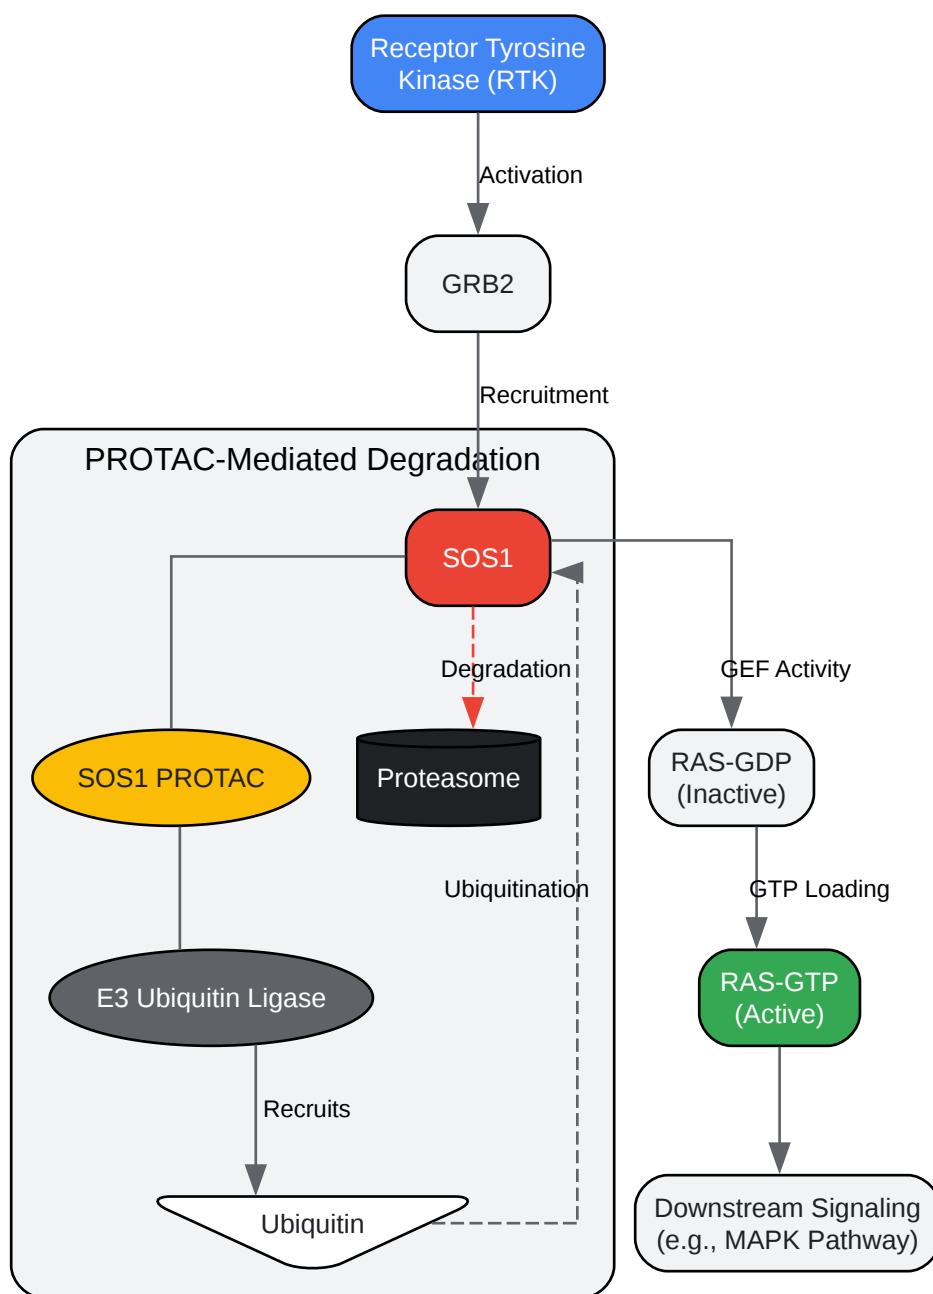 Receptor Tyrosine
Kinase (RTK)
Activation
GRB2
Recruitment
PROTAC-Mediated Degradation
SOS1
Degradation
GEF Activity
SOS1 PROTAC
Proteasome
RAS-GDP
(Inactive)
Ubiquitination
GTP Loading
E3 Ubiquitin Ligase
RAS-GTP
(Active)
Recruits
Ubiquitin
Downstream Signaling
(e.g., MAPK Pathway)